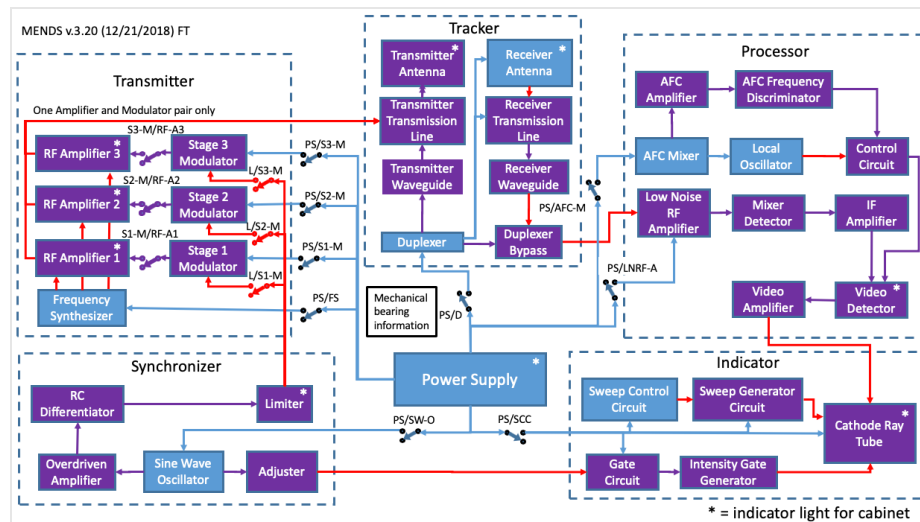 MENDS v.3.20 (12/21/2018) FT
Transmitter
One Amplifier and Modulator pair only
S3-M/RF-A3
RF Amplifier 3
*
Stage 3
Modulator
PS/S3-M
L/S3-M
S2-M/RF-A2
RF Amplifier 2
*
Stage 2
Modulator
PS/S2-M
L/S2-M
S1-M/RF-A1
RF Amplifier 1
*
Stage 1
Modulator
PS/S1-M
L/S1-M
Frequency
Synthesizer
PS/FS
Tracker
Transmitter
Antenna
*
Receiver
Antenna
*
Transmitter
Transmission
Line
Receiver
Transmission
Line
Transmitter
Waveguide
Receiver
Waveguide
PS/AFC-M
Duplexer
Duplexer
Bypass
Mechanical
bearing
information
PS/D
PS/LNRF-A
Processor
AFC
Amplifier
AFC Frequency
Discriminator
AFC Mixer
Local
Oscillator
Control
Circuit
Low Noise
RF
Amplifier
Mixer
Detector
IF
Amplifier
Video
Amplifier
Video
Detector
*
Power Supply
*
Synchronizer
RC
Differentiator
Limiter
*
PS/SW-O
PS/SCC
Overdriven
Amplifier
Sine Wave
Oscillator
Adjuster
Indicator
Sweep Control
Circuit
Sweep Generator
Circuit
Cathode Ray
Tube
*
Gate
Circuit
Intensity Gate
Generator
* = indicator light for cabinet